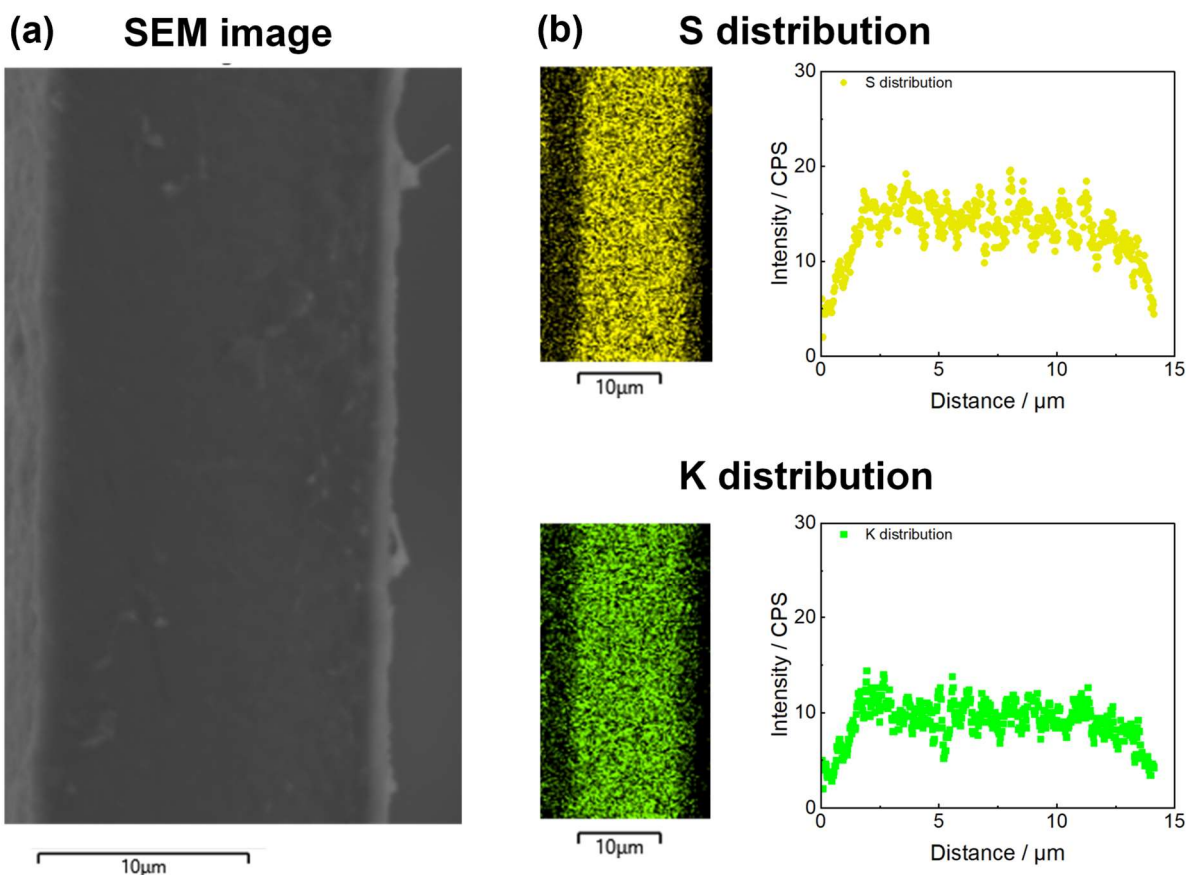 (a) SEM image
10μm
(b) S distribution
10μm
30
20
10
0
Intensity / CPS
S distribution
0 5 10 15
Distance / μm
K distribution
10μm
30
20
10
0
Intensity / CPS
K distribution
0 5 10 15
Distance / μm